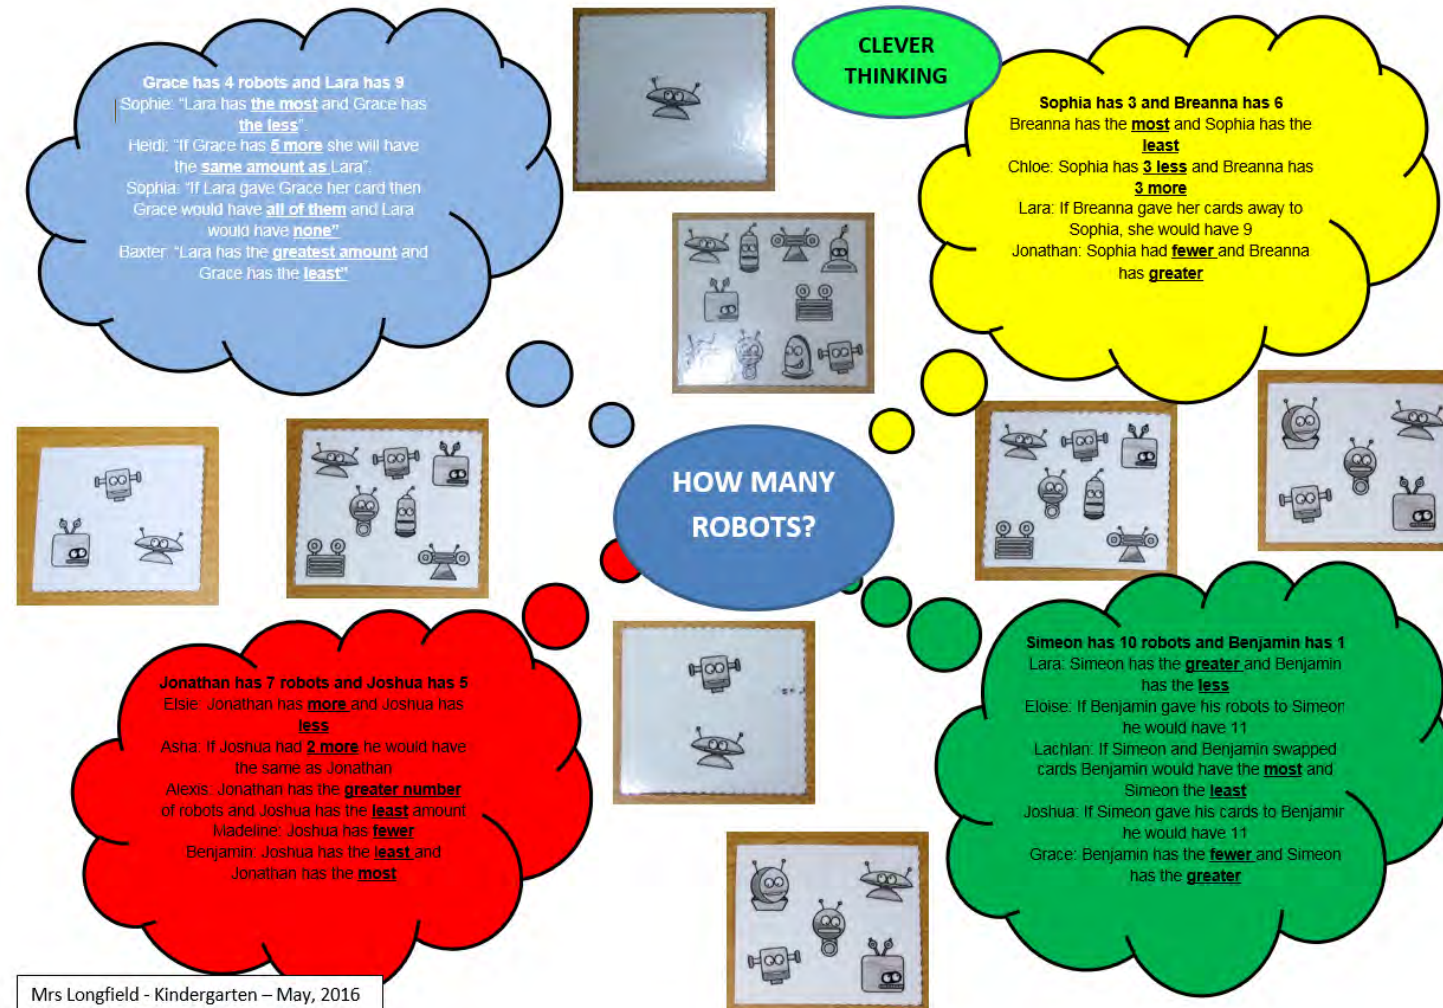 Grace has 4 robots and Lara has 9
Sophie: “Lara has the most and Grace has
the less”.
Heidi: “If Grace has 5 more she will have
the same amount as Lara”.
Sophia: “If Lara gave Grace her card then
Grace would have all of them and Lara
would have none”
Baxter: “Lara has the greatest amount and
Grace has the least”
CLEVER
THINKING
Sophia has 3 and Breanna has 6
Breanna has the most and Sophia has the
least
Chloe: Sophia has 3 less and Breanna has
3 more
Lara: If Breanna gave her cards away to
Sophia, she would have 9
Jonathan: Sophia had fewer and Breanna
has greater
HOW MANY
ROBOTS?
Jonathan has 7 robots and Joshua has 5
Elsie: Jonathan has more and Joshua has
less
Asha: If Joshua had 2 more he would have
the same as Jonathan
Alexis: Jonathan has the greater number
of robots and Joshua has the least amount
Madeline: Joshua has fewer
Benjamin: Joshua has the least and
Jonathan has the most
Simeon has 10 robots and Benjamin has 1
Lara: Simeon has the greater and Benjamin
has the less
Eloise: If Benjamin gave his robots to Simeon
he would have 11
Lachlan: If Simeon and Benjamin swapped
cards Benjamin would have the most and
Simeon the least
Joshua: If Simeon gave his cards to Benjamin
he would have 11
Grace: Benjamin has the fewer and Simeon
has the greater
Mrs Longfield - Kindergarten – May, 2016